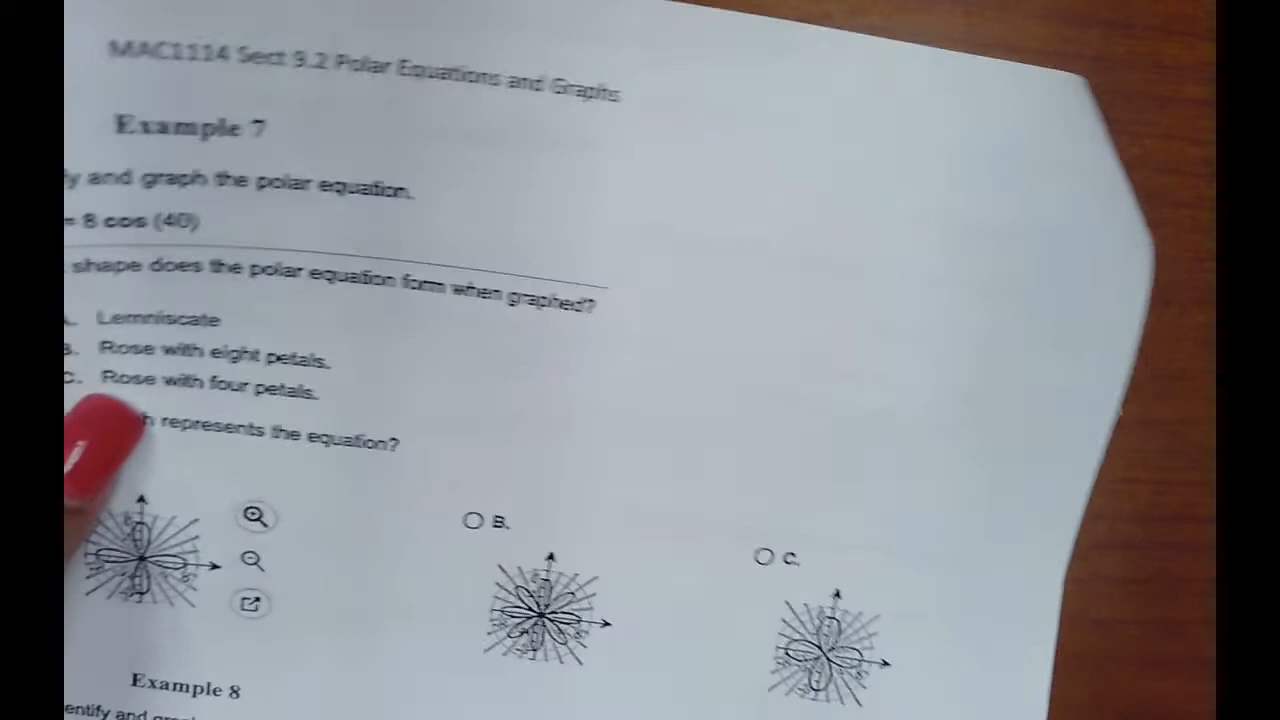 MAC1114 Sect 9.2 Polar Equations and Graphs
Example 7
fy and graph the polar equation.
= 8 cos (4θ)
shape does the polar equation form when graphed?
Lemniscate
B. Rose with eight petals.
C. Rose with four petals.
h represents the equation?
B.
C.
Example 8
entify and